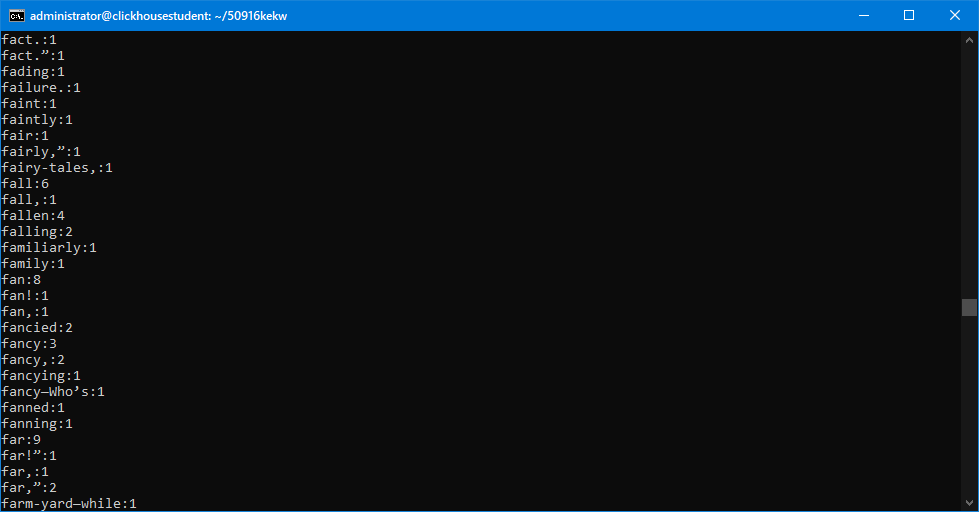 administrator@clickhousestudent: ~/50916kekw
fact.:1
fact.”:1
fading:1
failure.:1
faint:1
faintly:1
fair:1
fairly,”:1
fairy-tales,:1
fall:6
fall,:1
fallen:4
falling:2
familiarly:1
family:1
fan:8
fan!:1
fan,:1
fancied:2
fancy:3
fancy,:2
fancying:1
fancy—Who’s:1
fanned:1
fanning:1
far:9
far!”:1
far,:1
far,”:2
farm-yard—while:1